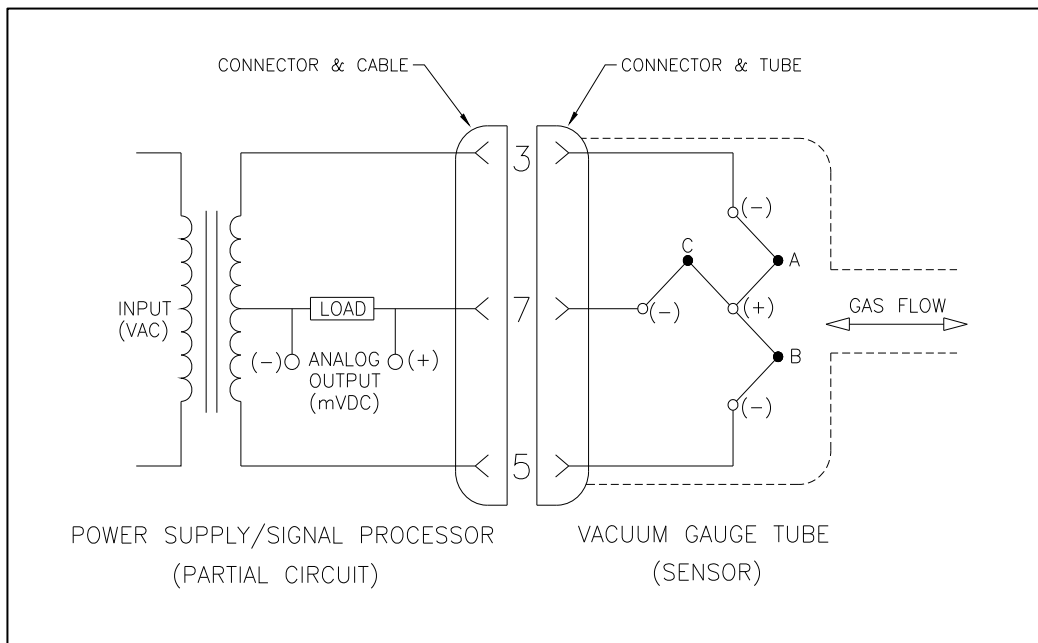 CONNECTOR & CABLE
CONNECTOR & TUBE
3
(-)
C
A
INPUT
(VAC)
LOAD
7
(-)
(+)
GAS FLOW
(-)
ANALOG
OUTPUT
(mVDC)
(+)
B
(-)
5
POWER SUPPLY/SIGNAL PROCESSOR
(PARTIAL CIRCUIT)
VACUUM GAUGE TUBE
(SENSOR)